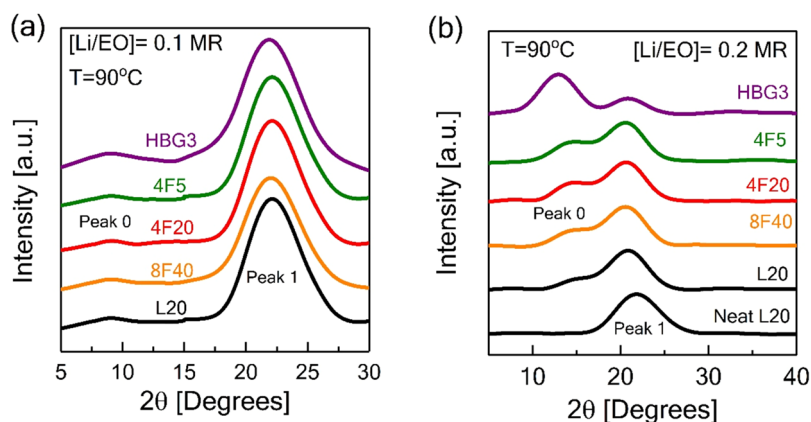 (a)
[Li/EO]= 0.1 MR
T=90°C
HBG3
4F5
Peak 0
4F20
8F40
Peak 1
L20
Intensity [a.u.]
5 10 15 20 25 30
2θ [Degrees]
(b)
T=90°C [Li/EO]= 0.2 MR
HBG3
4F5
4F20
Peak 0
8F40
L20
Neat L20
Peak 1
Intensity [a.u.]
10 20 30 40
2θ [Degrees]